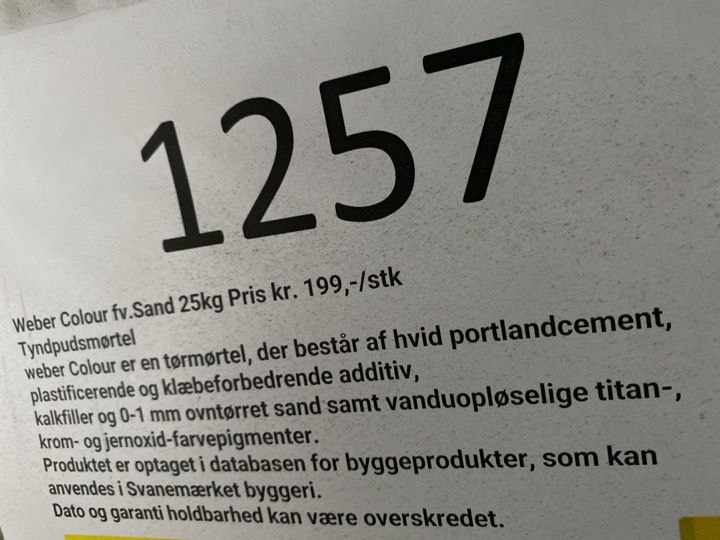 1257
Weber Colour fv.Sand 25kg Pris kr. 199,-/stk
Tyndpudsmørtel
weber Colour er en tørmørtel, der består af hvid portlandcement,
plastificerende og klæbeforbedrende additiv,
kalkfiller og 0-1 mm ovntørret sand samt vanduopløselige titan-,
krom- og jernoxid-farvepigmenter.
Produktet er optaget i databasen for byggeprodukter, som kan
anvendes i Svanemærket byggeri.
Dato og garanti holdbarhed kan være overskredet.